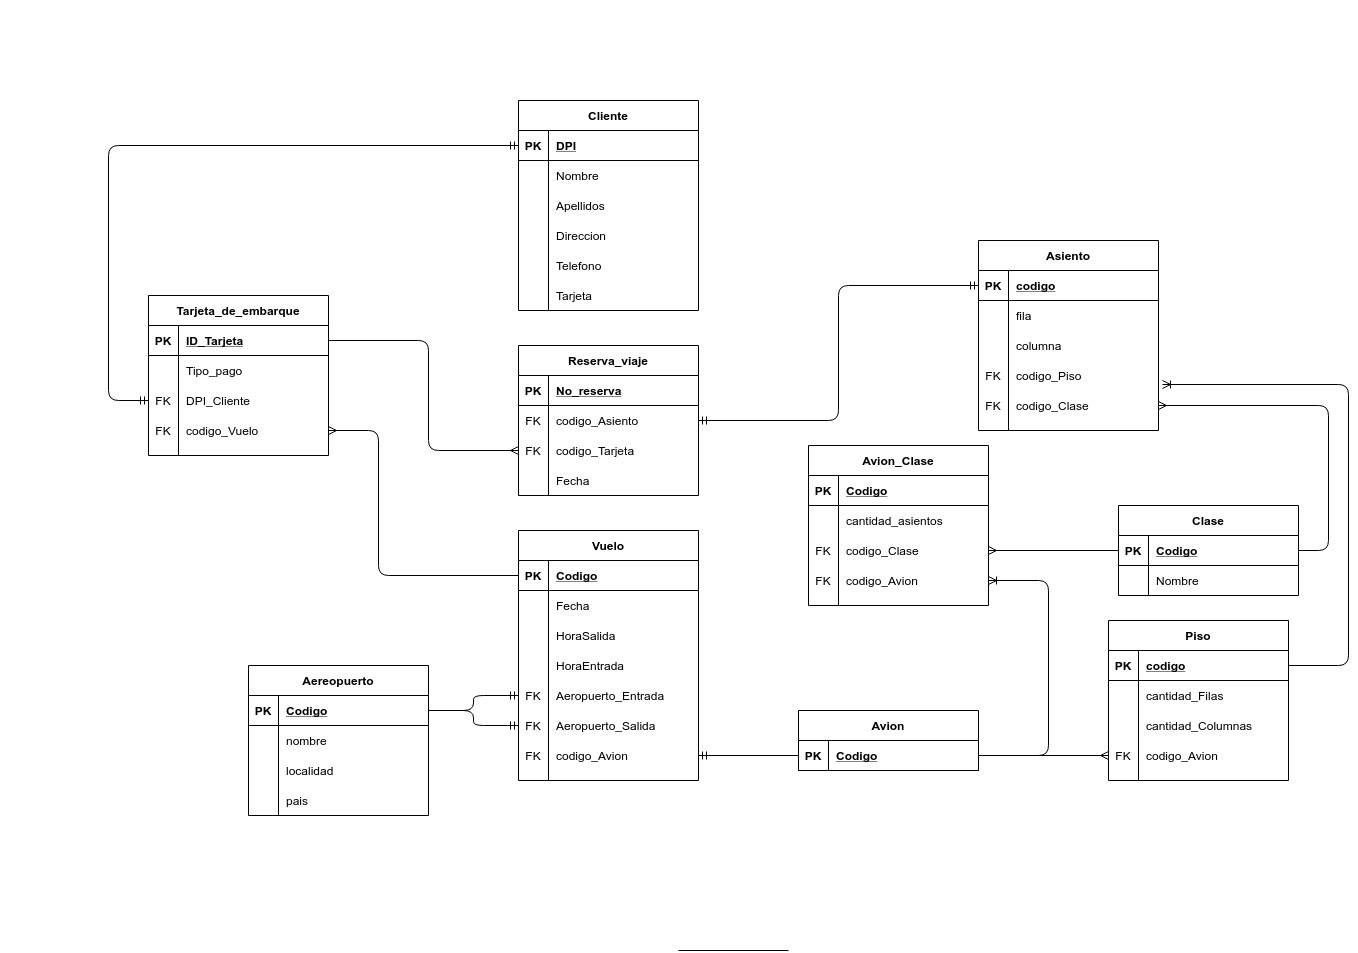 Cliente
PK DPI
Nombre
Apellidos
Direccion
Telefono
Tarjeta
Asiento
PK codigo
fila
columna
FK codigo_Piso
FK codigo_Clase
Tarjeta_de_embarque
PK ID_Tarjeta
Tipo_pago
FK DPI_Cliente
FK codigo_Vuelo
Reserva_viaje
PK No_reserva
FK codigo_Asiento
FK codigo_Tarjeta
Fecha
Avion_Clase
PK Codigo
cantidad_asientos
FK codigo_Clase
FK codigo_Avion
Clase
PK Codigo
Nombre
Vuelo
PK Codigo
Fecha
HoraSalida
HoraEntrada
FK Aeropuerto_Entrada
FK Aeropuerto_Salida
FK codigo_Avion
Piso
PK codigo
cantidad_Filas
cantidad_Columnas
FK codigo_Avion
Aereopuerto
PK Codigo
nombre
localidad
pais
Avion
PK Codigo